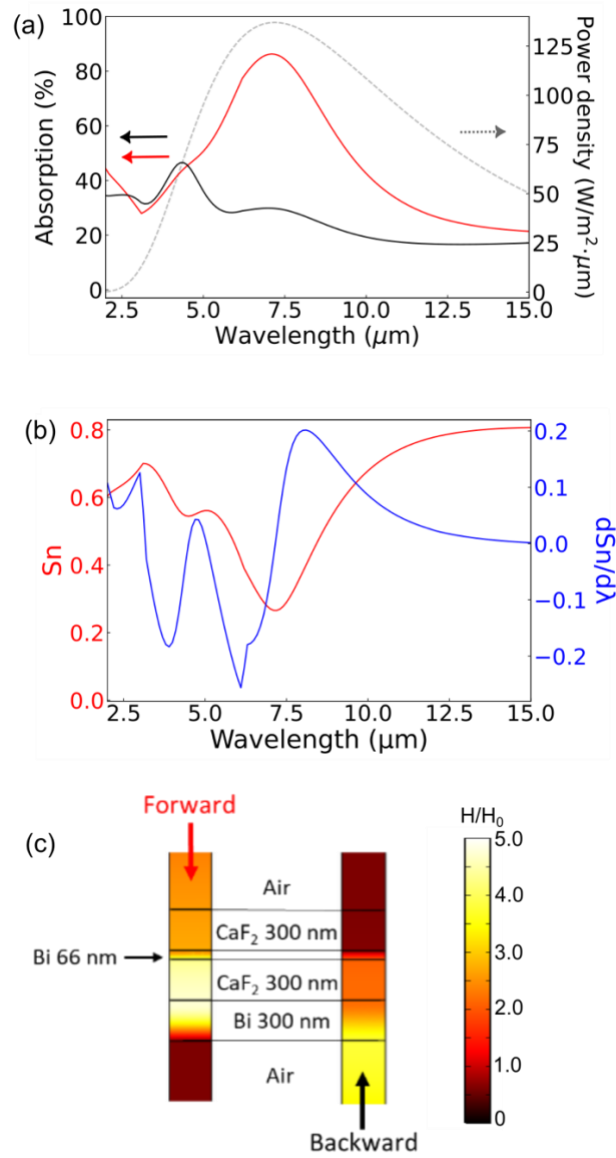 (a)
100
80
60
40
20
0
Absorption (%)
125
100
75
50
25
0
Power density (W/m²·μm)
2.5 5.0 7.5 10.0 12.5 15.0
Wavelength (μm)
(b)
0.8
0.6
0.4
0.2
0.0
Sn
0.2
0.1
0.0
−0.1
−0.2
dSn/dλ
2.5 5.0 7.5 10.0 12.5 15.0
Wavelength (μm)
(c)
Forward
Air
CaF₂ 300 nm
Bi 66 nm
CaF₂ 300 nm
Bi 300 nm
Air
Backward
H/H₀
5.0
4.0
3.0
2.0
1.0
0